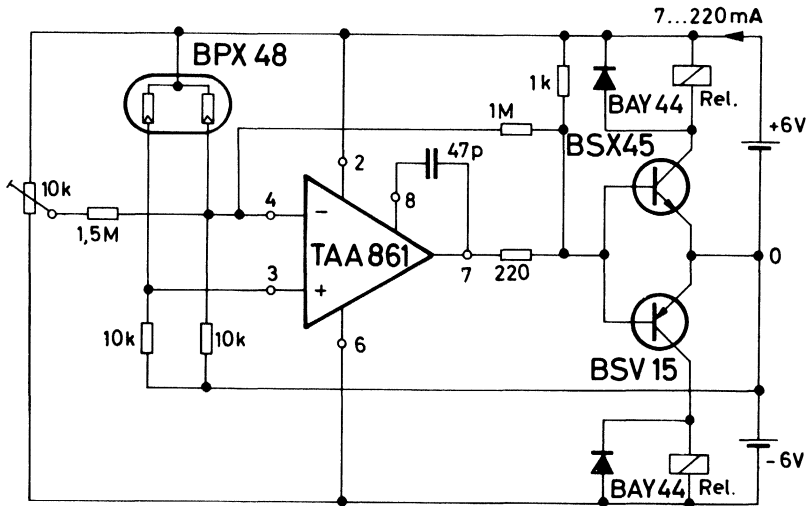 7...220mA
BPX 48
1k
BAY 44
Rel.
1M
BSX45
+6V
47p
2
8
10k
4
−
1,5M
TAA 861
7
220
0
3
+
10k
10k
6
BSV 15
-6V
BAY 44
Rel.